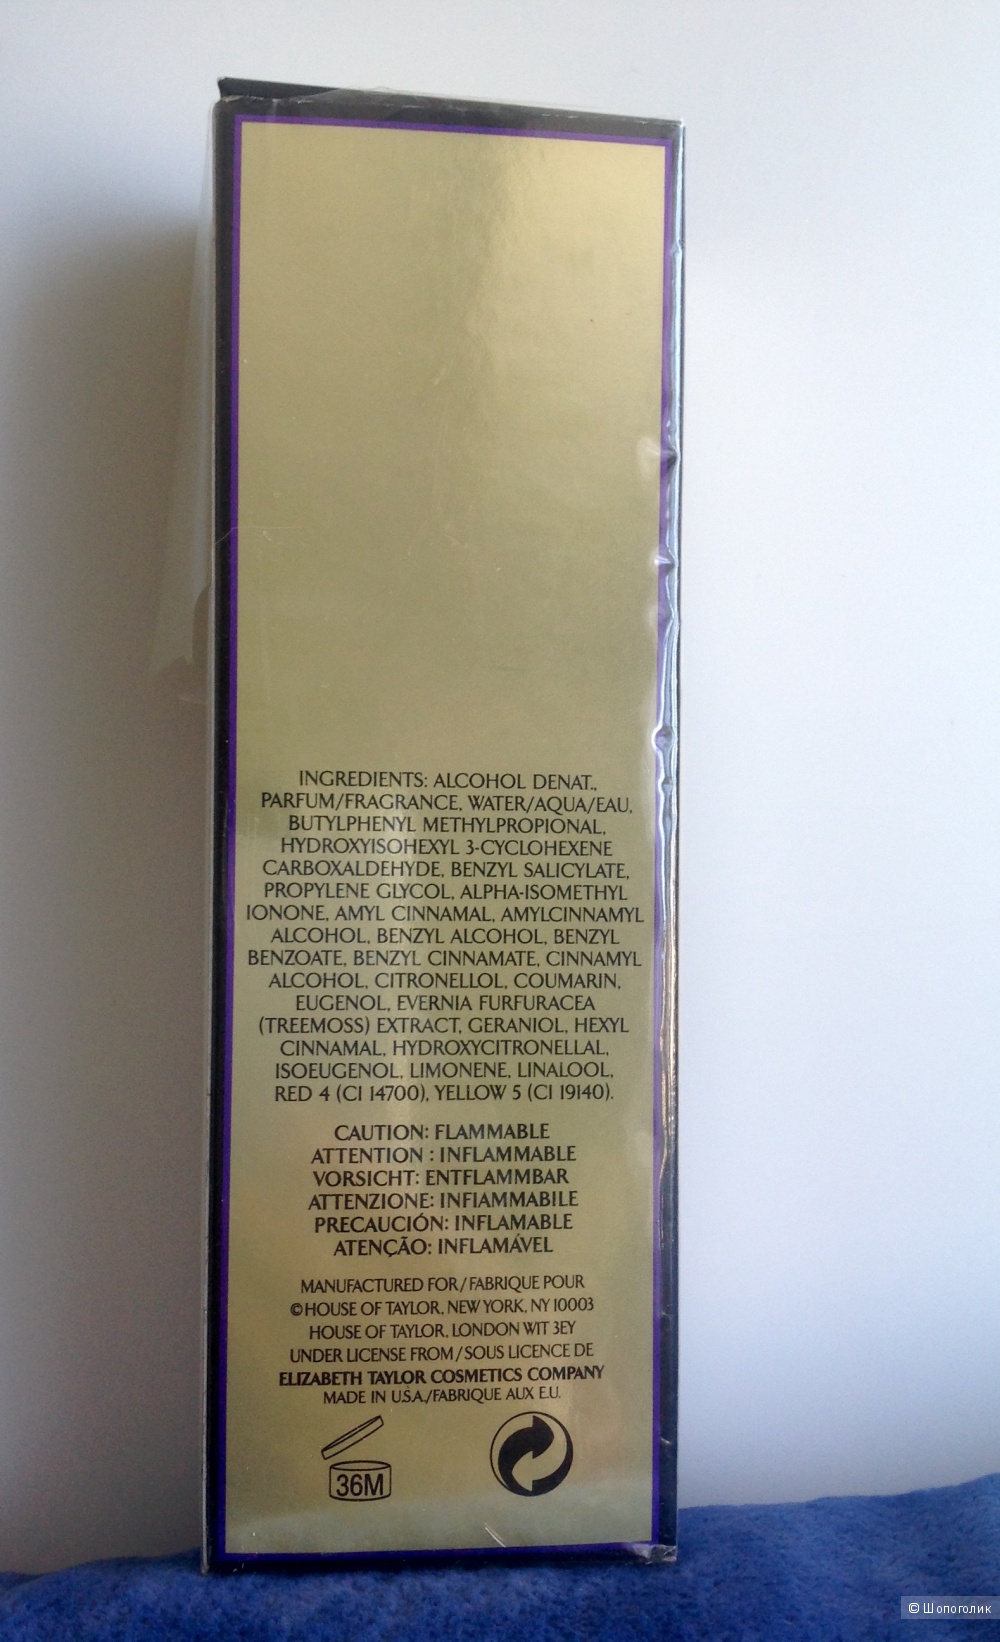 INGREDIENTS: ALCOHOL DENAT.,
PARFUM/FRAGRANCE, WATER/AQUA/EAU,
BUTYLPHENYL METHYLPROPIONAL,
HYDROXYISOHEXYL 3-CYCLOHEXENE
CARBOXALDEHYDE, BENZYL SALICYLATE,
PROPYLENE GLYCOL, ALPHA-ISOMETHYL
IONONE, AMYL CINNAMAL, AMYLCINNAMYL
ALCOHOL, BENZYL ALCOHOL, BENZYL
BENZOATE, BENZYL CINNAMATE, CINNAMYL
ALCOHOL, CITRONELLOL, COUMARIN,
EUGENOL, EVERNIA FURFURACEA
(TREEMOSS) EXTRACT, GERANIOL, HEXYL
CINNAMAL, HYDROXYCITRONELLAL,
ISOEUGENOL, LIMONENE, LINALOOL,
RED 4 (CI 14700), YELLOW 5 (CI 19140).
CAUTION: FLAMMABLE
ATTENTION : INFLAMMABLE
VORSICHT: ENTFLAMMBAR
ATTENZIONE: INFIAMMABILE
PRECAUCIÓN: INFLAMABLE
ATENÇÃO: INFLAMÁVEL
MANUFACTURED FOR/FABRIQUE POUR
©HOUSE OF TAYLOR, NEW YORK, NY 10003
HOUSE OF TAYLOR, LONDON W1T 3EY
UNDER LICENSE FROM/SOUS LICENCE DE
ELIZABETH TAYLOR COSMETICS COMPANY
MADE IN U.S.A./FABRIQUE AUX E.U.
36M
© Шопоголик